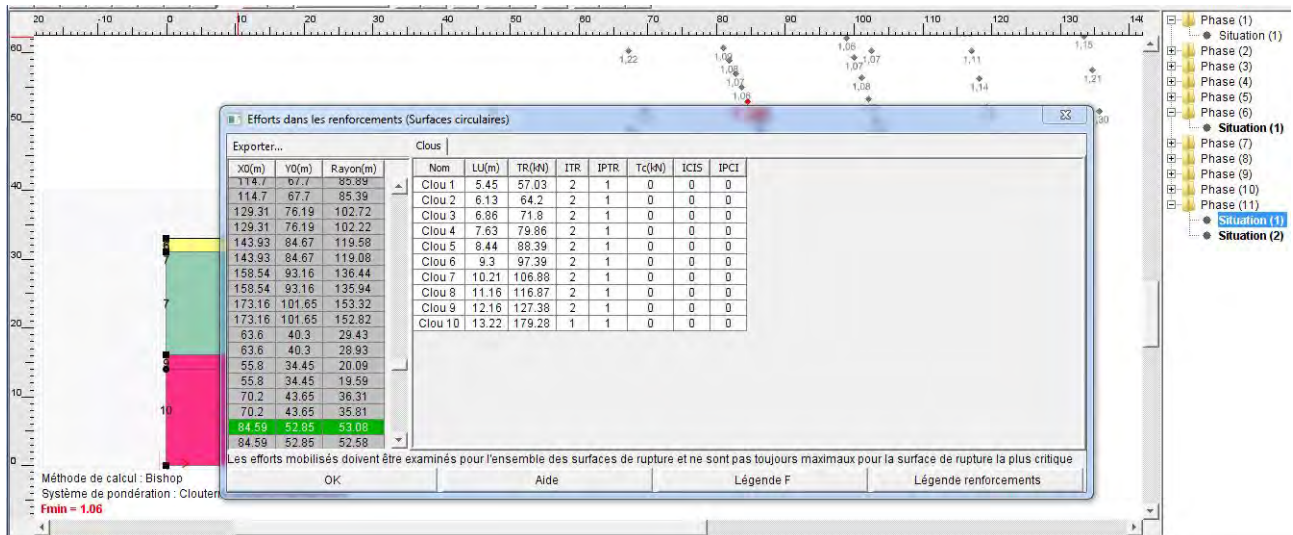 20 -10 0 10 20 30 40 50 60 70 80 90 100 110 120 130 14
60
50
40
30
20
10
0
1,22
1,09
1,08
1,07
1.06
1,06
1,07 1,07
1,08
1,11
1,14
1,15
1,21
,30
7
7
9
10
Phase (1)
Situation (1)
Phase (2)
Phase (3)
Phase (4)
Phase (5)
Phase (6)
Situation (1)
Phase (7)
Phase (8)
Phase (9)
Phase (10)
Phase (11)
Situation (1)
Situation (2)
Efforts dans les renforcements (Surfaces circulaires)
Exporter...
X0(m) Y0(m) Rayon(m)
114.7 67.7 85.89
114.7 67.7 85.39
129.31 76.19 102.72
129.31 76.19 102.22
143.93 84.67 119.58
143.93 84.67 119.08
158.54 93.16 136.44
158.54 93.16 135.94
173.16 101.65 153.32
173.16 101.65 152.82
63.6 40.3 29.43
63.6 40.3 28.93
55.8 34.45 20.09
55.8 34.45 19.59
70.2 43.65 36.31
70.2 43.65 35.81
84.59 52.85 53.08
84.59 52.85 52.58
Clous
Nom LU(m) TR(kN) ITR IPTR Tc(kN) ICIS IPCI
Clou 1 5.45 57.03 2 1 0 0 0
Clou 2 6.13 64.2 2 1 0 0 0
Clou 3 6.86 71.8 2 1 0 0 0
Clou 4 7.63 79.86 2 1 0 0 0
Clou 5 8.44 88.39 2 1 0 0 0
Clou 6 9.3 97.39 2 1 0 0 0
Clou 7 10.21 106.88 2 1 0 0 0
Clou 8 11.16 116.87 2 1 0 0 0
Clou 9 12.16 127.38 2 1 0 0 0
Clou 10 13.22 179.28 1 1 0 0 0
Les efforts mobilisés doivent être examinés pour l'ensemble des surfaces de rupture et ne sont pas toujours maximaux pour la surface de rupture la plus critique
OK Aide Légende F Légende renforcements
Méthode de calcul : Bishop
Système de pondération : Clouter
Fmin = 1.06